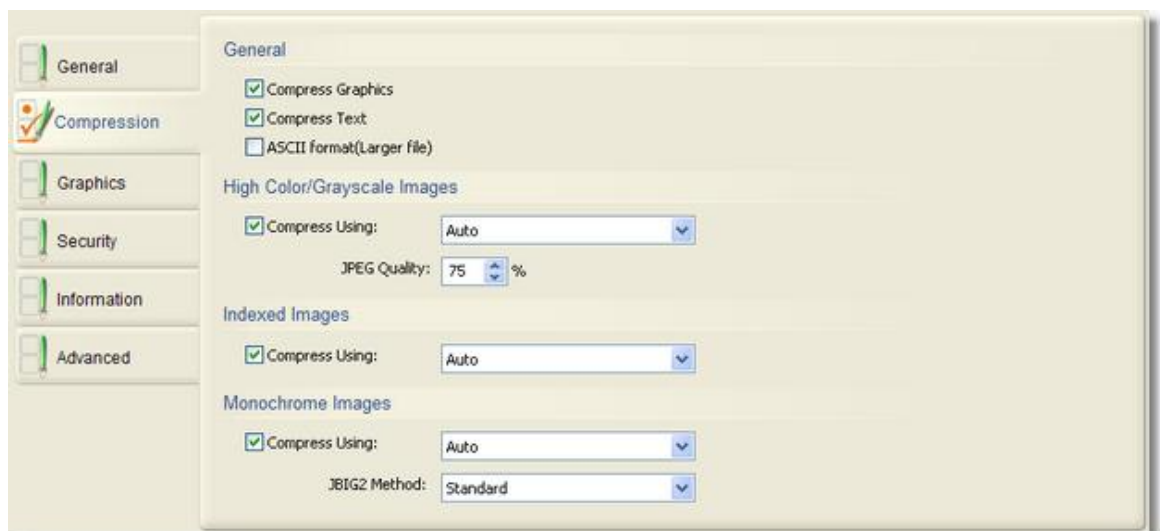 General
Compression
Graphics
Security
Information
Advanced
General
Compress Graphics
Compress Text
ASCII format(Larger file)
High Color/Grayscale Images
Compress Using: Auto
JPEG Quality: 75 %
Indexed Images
Compress Using: Auto
Monochrome Images
Compress Using: Auto
JBIG2 Method: Standard